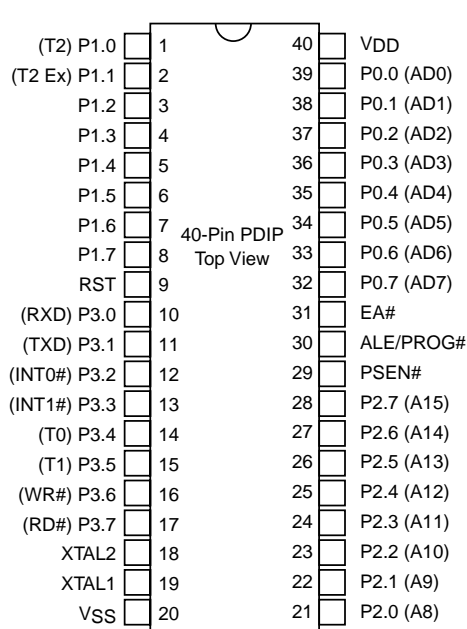 (T2) P1.0 1 40 VDD
(T2 Ex) P1.1 2 39 P0.0 (AD0)
P1.2 3 38 P0.1 (AD1)
P1.3 4 37 P0.2 (AD2)
P1.4 5 36 P0.3 (AD3)
P1.5 6 35 P0.4 (AD4)
P1.6 7 34 P0.5 (AD5)
40-Pin PDIP
P1.7 8 33 P0.6 (AD6)
Top View
RST 9 32 P0.7 (AD7)
(RXD) P3.0 10 31 EA#
(TXD) P3.1 11 30 ALE/PROG#
(INT0#) P3.2 12 29 PSEN#
(INT1#) P3.3 13 28 P2.7 (A15)
(T0) P3.4 14 27 P2.6 (A14)
(T1) P3.5 15 26 P2.5 (A13)
(WR#) P3.6 16 25 P2.4 (A12)
(RD#) P3.7 17 24 P2.3 (A11)
XTAL2 18 23 P2.2 (A10)
XTAL1 19 22 P2.1 (A9)
VSS 20 21 P2.0 (A8)